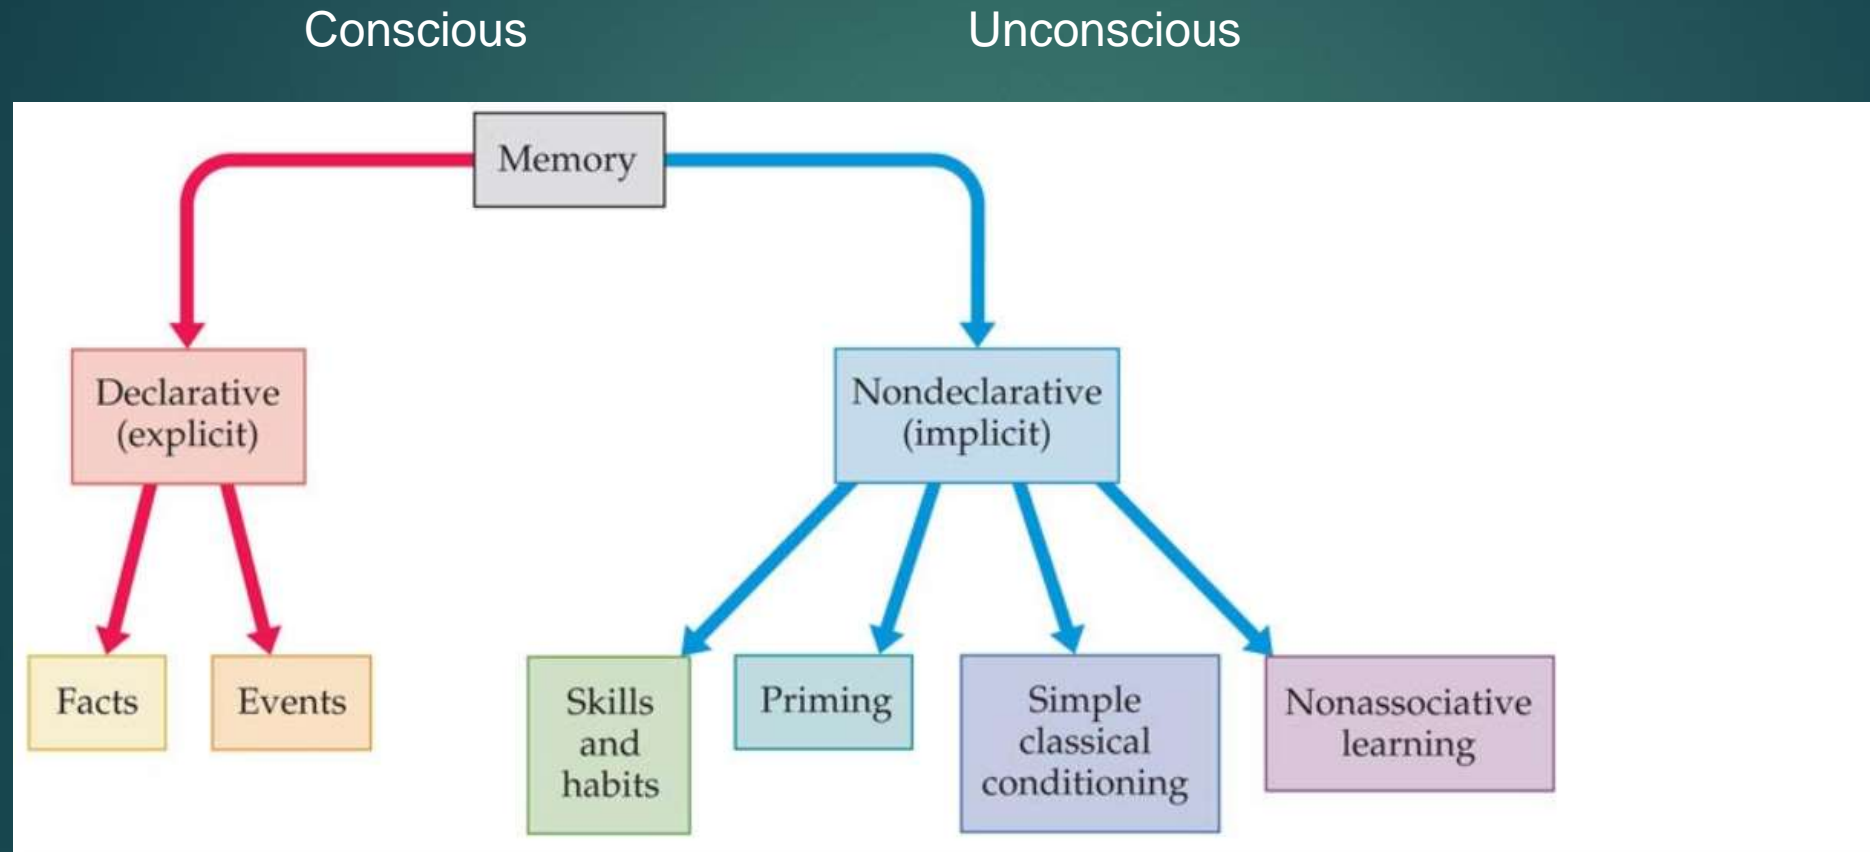 Conscious
Unconscious
Memory
Declarative
(explicit)
Nondeclarative
(implicit)
Facts
Events
Skills
and
habits
Priming
Simple
classical
conditioning
Nonassociative
learning